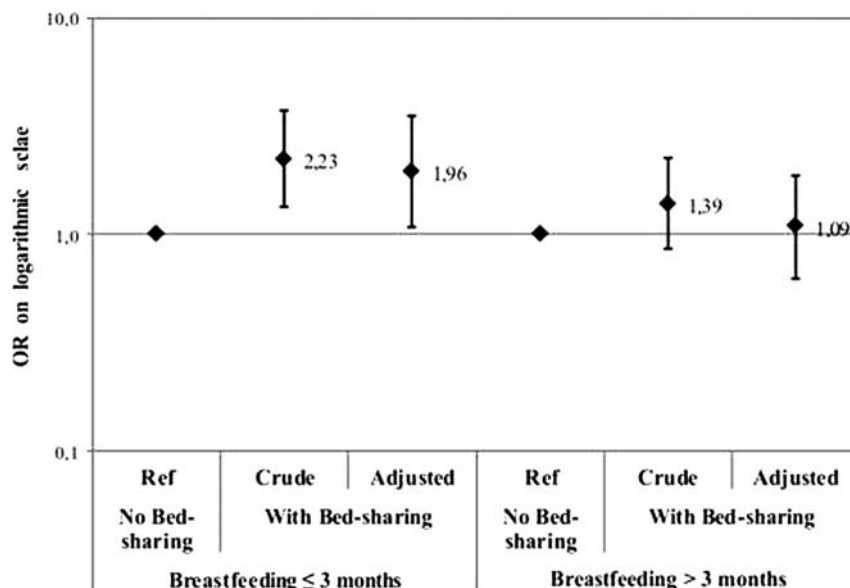 10,0
1,0
0,1
OR on logarithmic sclae
2,23
1,96
1,39
1,09
Ref Crude Adjusted Ref Crude Adjusted
No Bed- With Bed-sharing No Bed- With Bed-sharing
sharing sharing
Breastfeeding ≤ 3 months Breastfeeding > 3 months